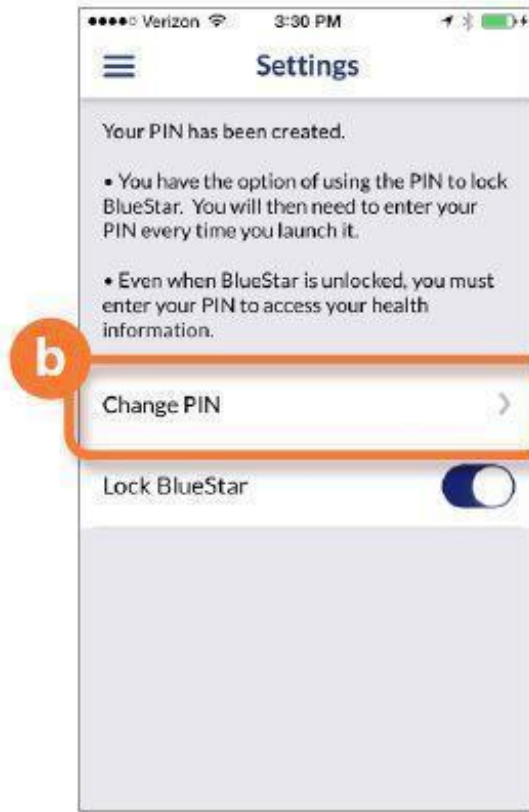 Verizon 3:30 PM
Settings
Your PIN has been created.
• You have the option of using the PIN to lock
BlueStar. You will then need to enter your
PIN every time you launch it.
• Even when BlueStar is unlocked, you must
enter your PIN to access your health
information.
b
Change PIN
Lock BlueStar